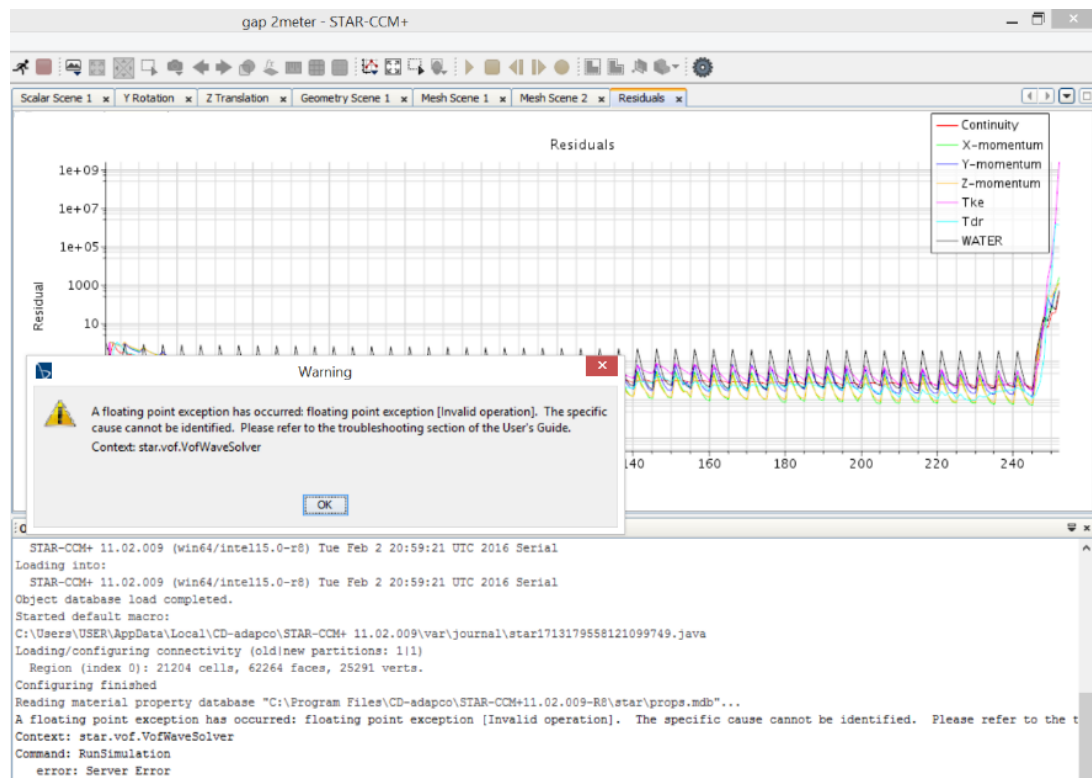 gap 2meter - STAR-CCM+
Scalar Scene 1 x Y Rotation x Z Translation x Geometry Scene 1 x Mesh Scene 1 x Mesh Scene 2 x Residuals x
Residuals
Continuity
X-momentum
Y-momentum
Z-momentum
Tke
Tdr
WATER
1e+09
1e+07
1e+05
1000
10
Residual
140 160 180 200 220 240
Warning
A floating point exception has occurred: floating point exception [Invalid operation]. The specific
cause cannot be identified. Please refer to the troubleshooting section of the User's Guide.
Context: star.vof.VofWaveSolver
OK
STAR-CCM+ 11.02.009 (win64/intel15.0-r8) Tue Feb 2 20:59:21 UTC 2016 Serial
Loading into:
STAR-CCM+ 11.02.009 (win64/intel15.0-r8) Tue Feb 2 20:59:21 UTC 2016 Serial
Object database load completed.
Started default macro:
C:\Users\USER\AppData\Local\CD-adapco\STAR-CCM+ 11.02.009\var\journal\star1713179558121099749.java
Loading/configuring connectivity (old|new partitions: 1|1)
Region (index 0): 21204 cells, 62264 faces, 25291 verts.
Configuring finished
Reading material property database "C:\Program Files\CD-adapco\STAR-CCM+11.02.009-R8\star\props.mdb"...
A floating point exception has occurred: floating point exception [Invalid operation]. The specific cause cannot be identified. Please refer to the t
Context: star.vof.VofWaveSolver
Command: RunSimulation
error: Server Error